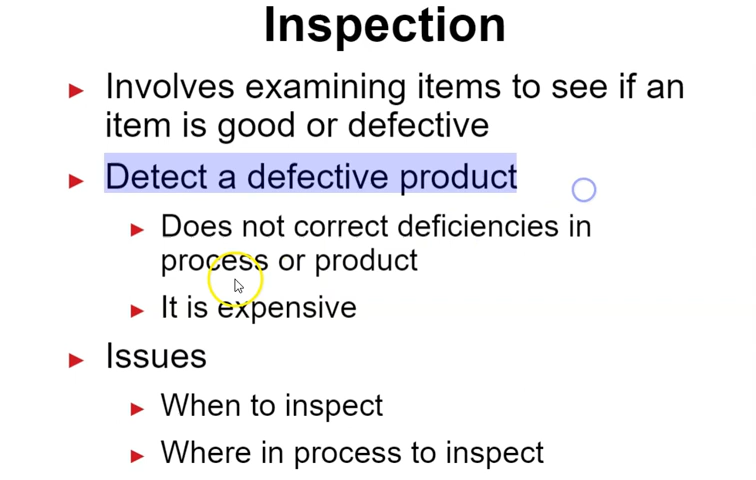 Inspection
Involves examining items to see if an
item is good or defective
Detect a defective product
Does not correct deficiencies in
process or product
It is expensive
Issues
When to inspect
Where in process to inspect